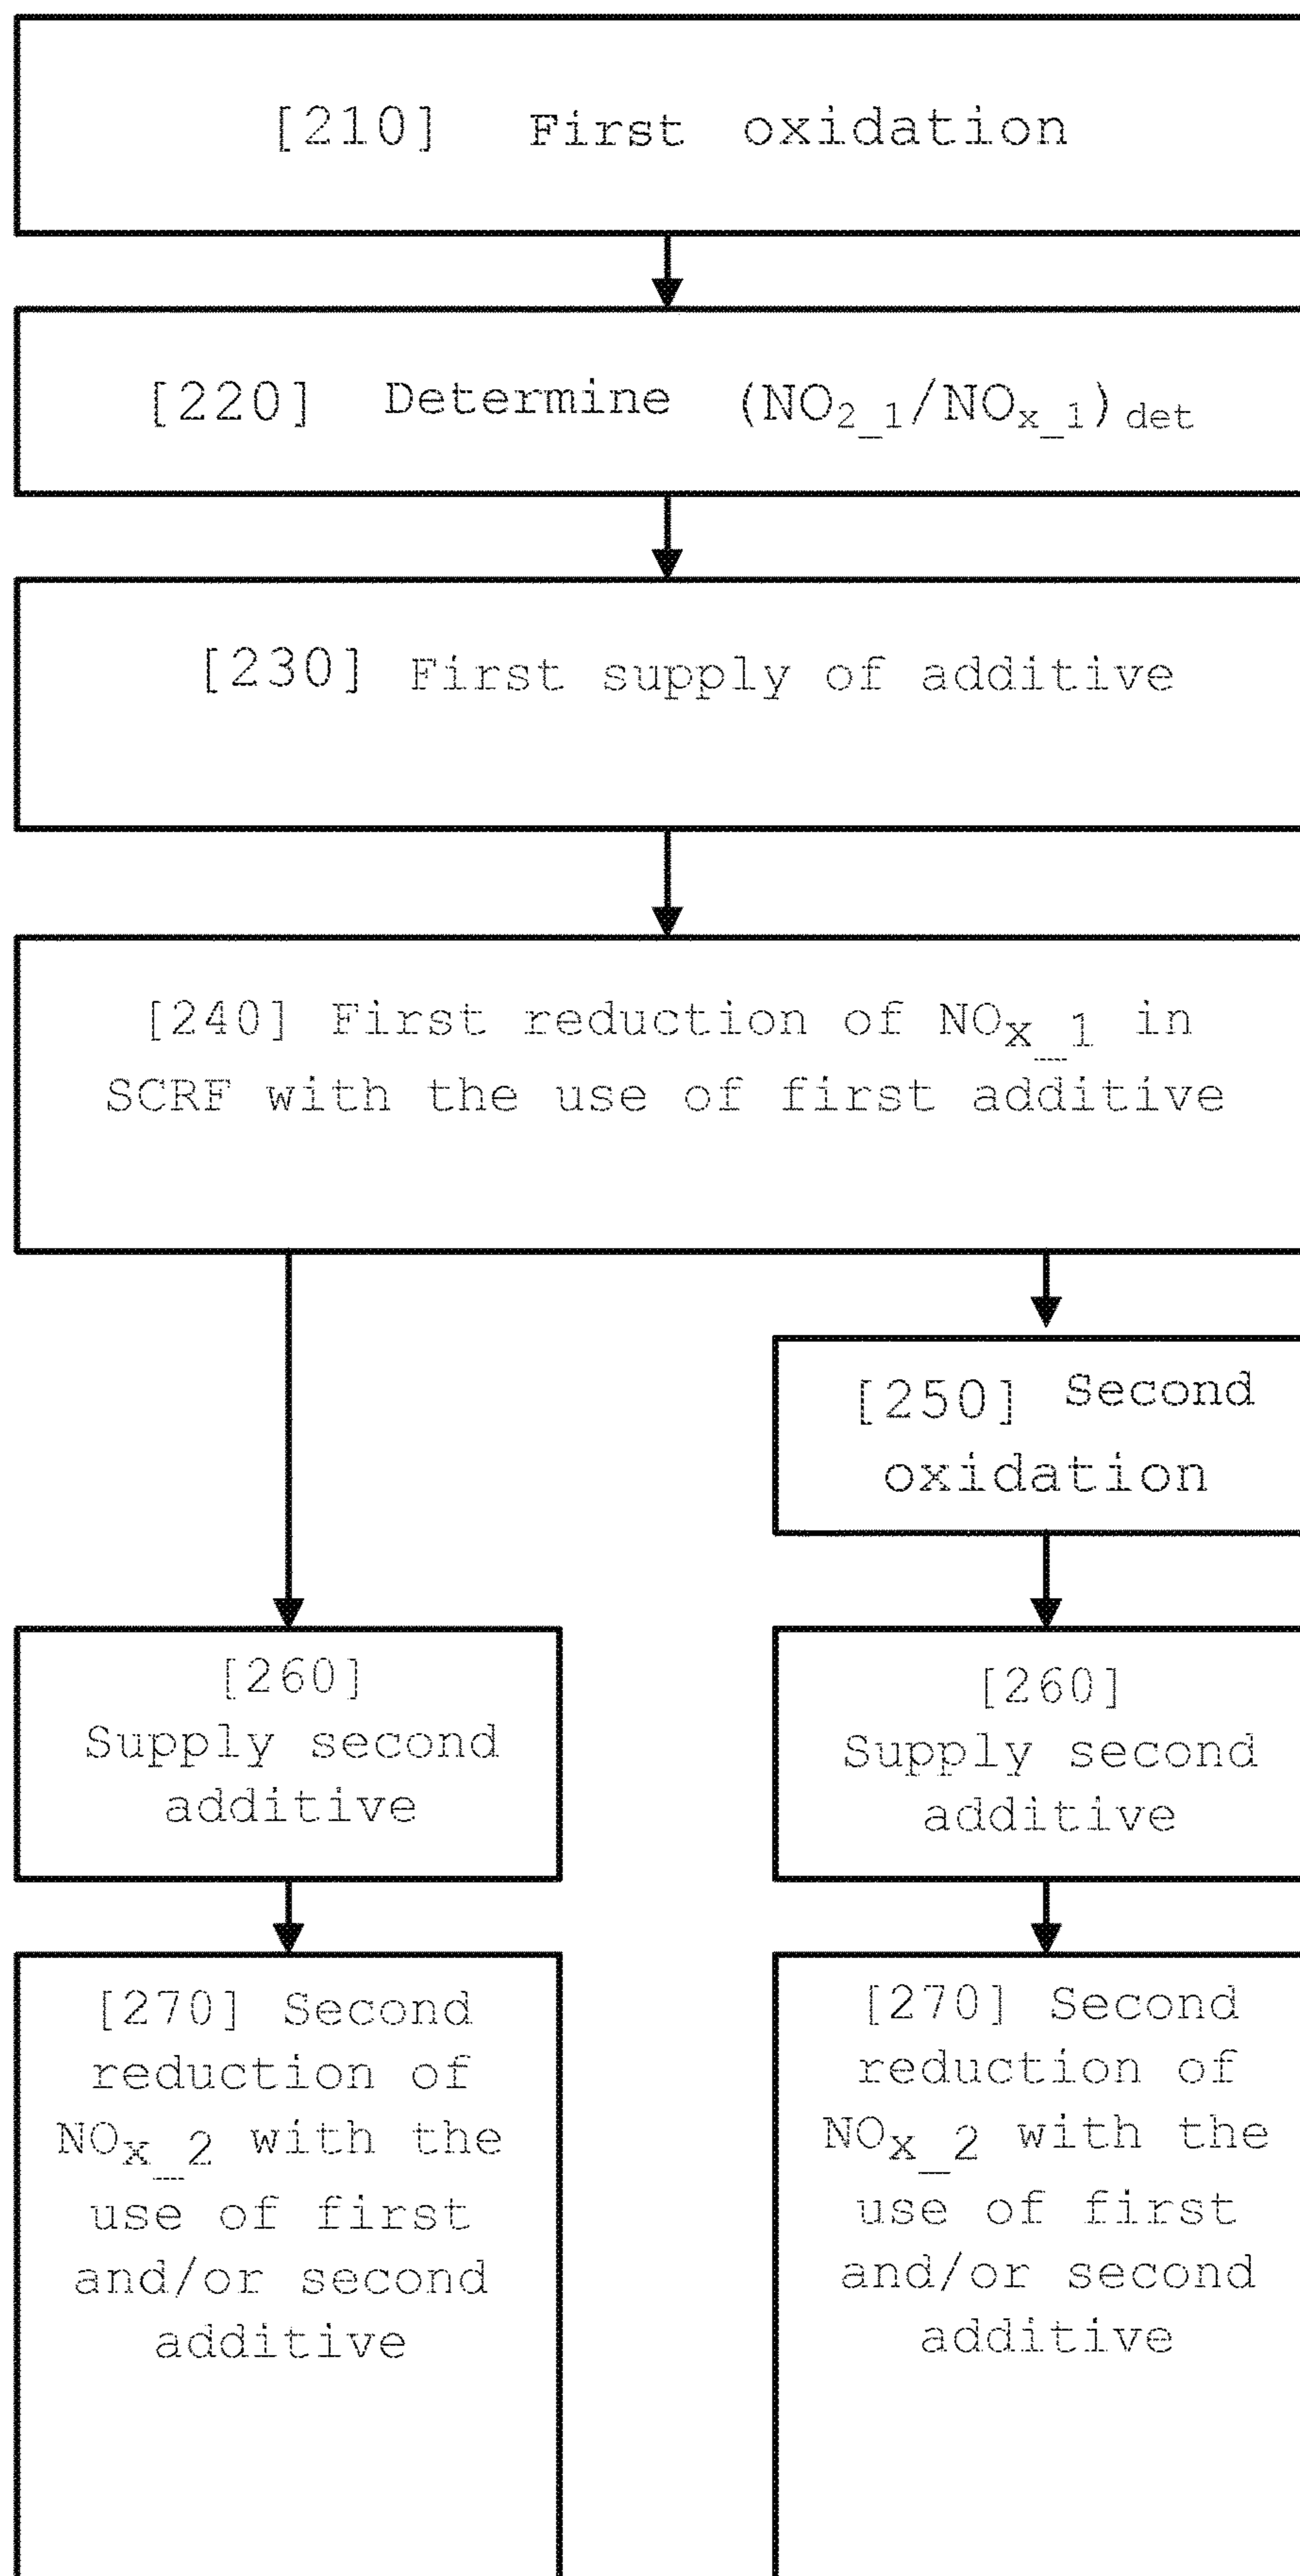 [210] First oxidation
[220] Determine (NO₂_₁/NOₓ_₁)det
[230] First supply of additive
[240] First reduction of NOx_1 in
SCRF with the use of first additive
[250] Second
oxidation
[260]
Supply second
additive
[260]
Supply second
additive
[270] Second
reduction of
NOx_2 with the
use of first
and/or second
additive
[270] Second
reduction of
NOx_2 with the
use of first
and/or second
additive